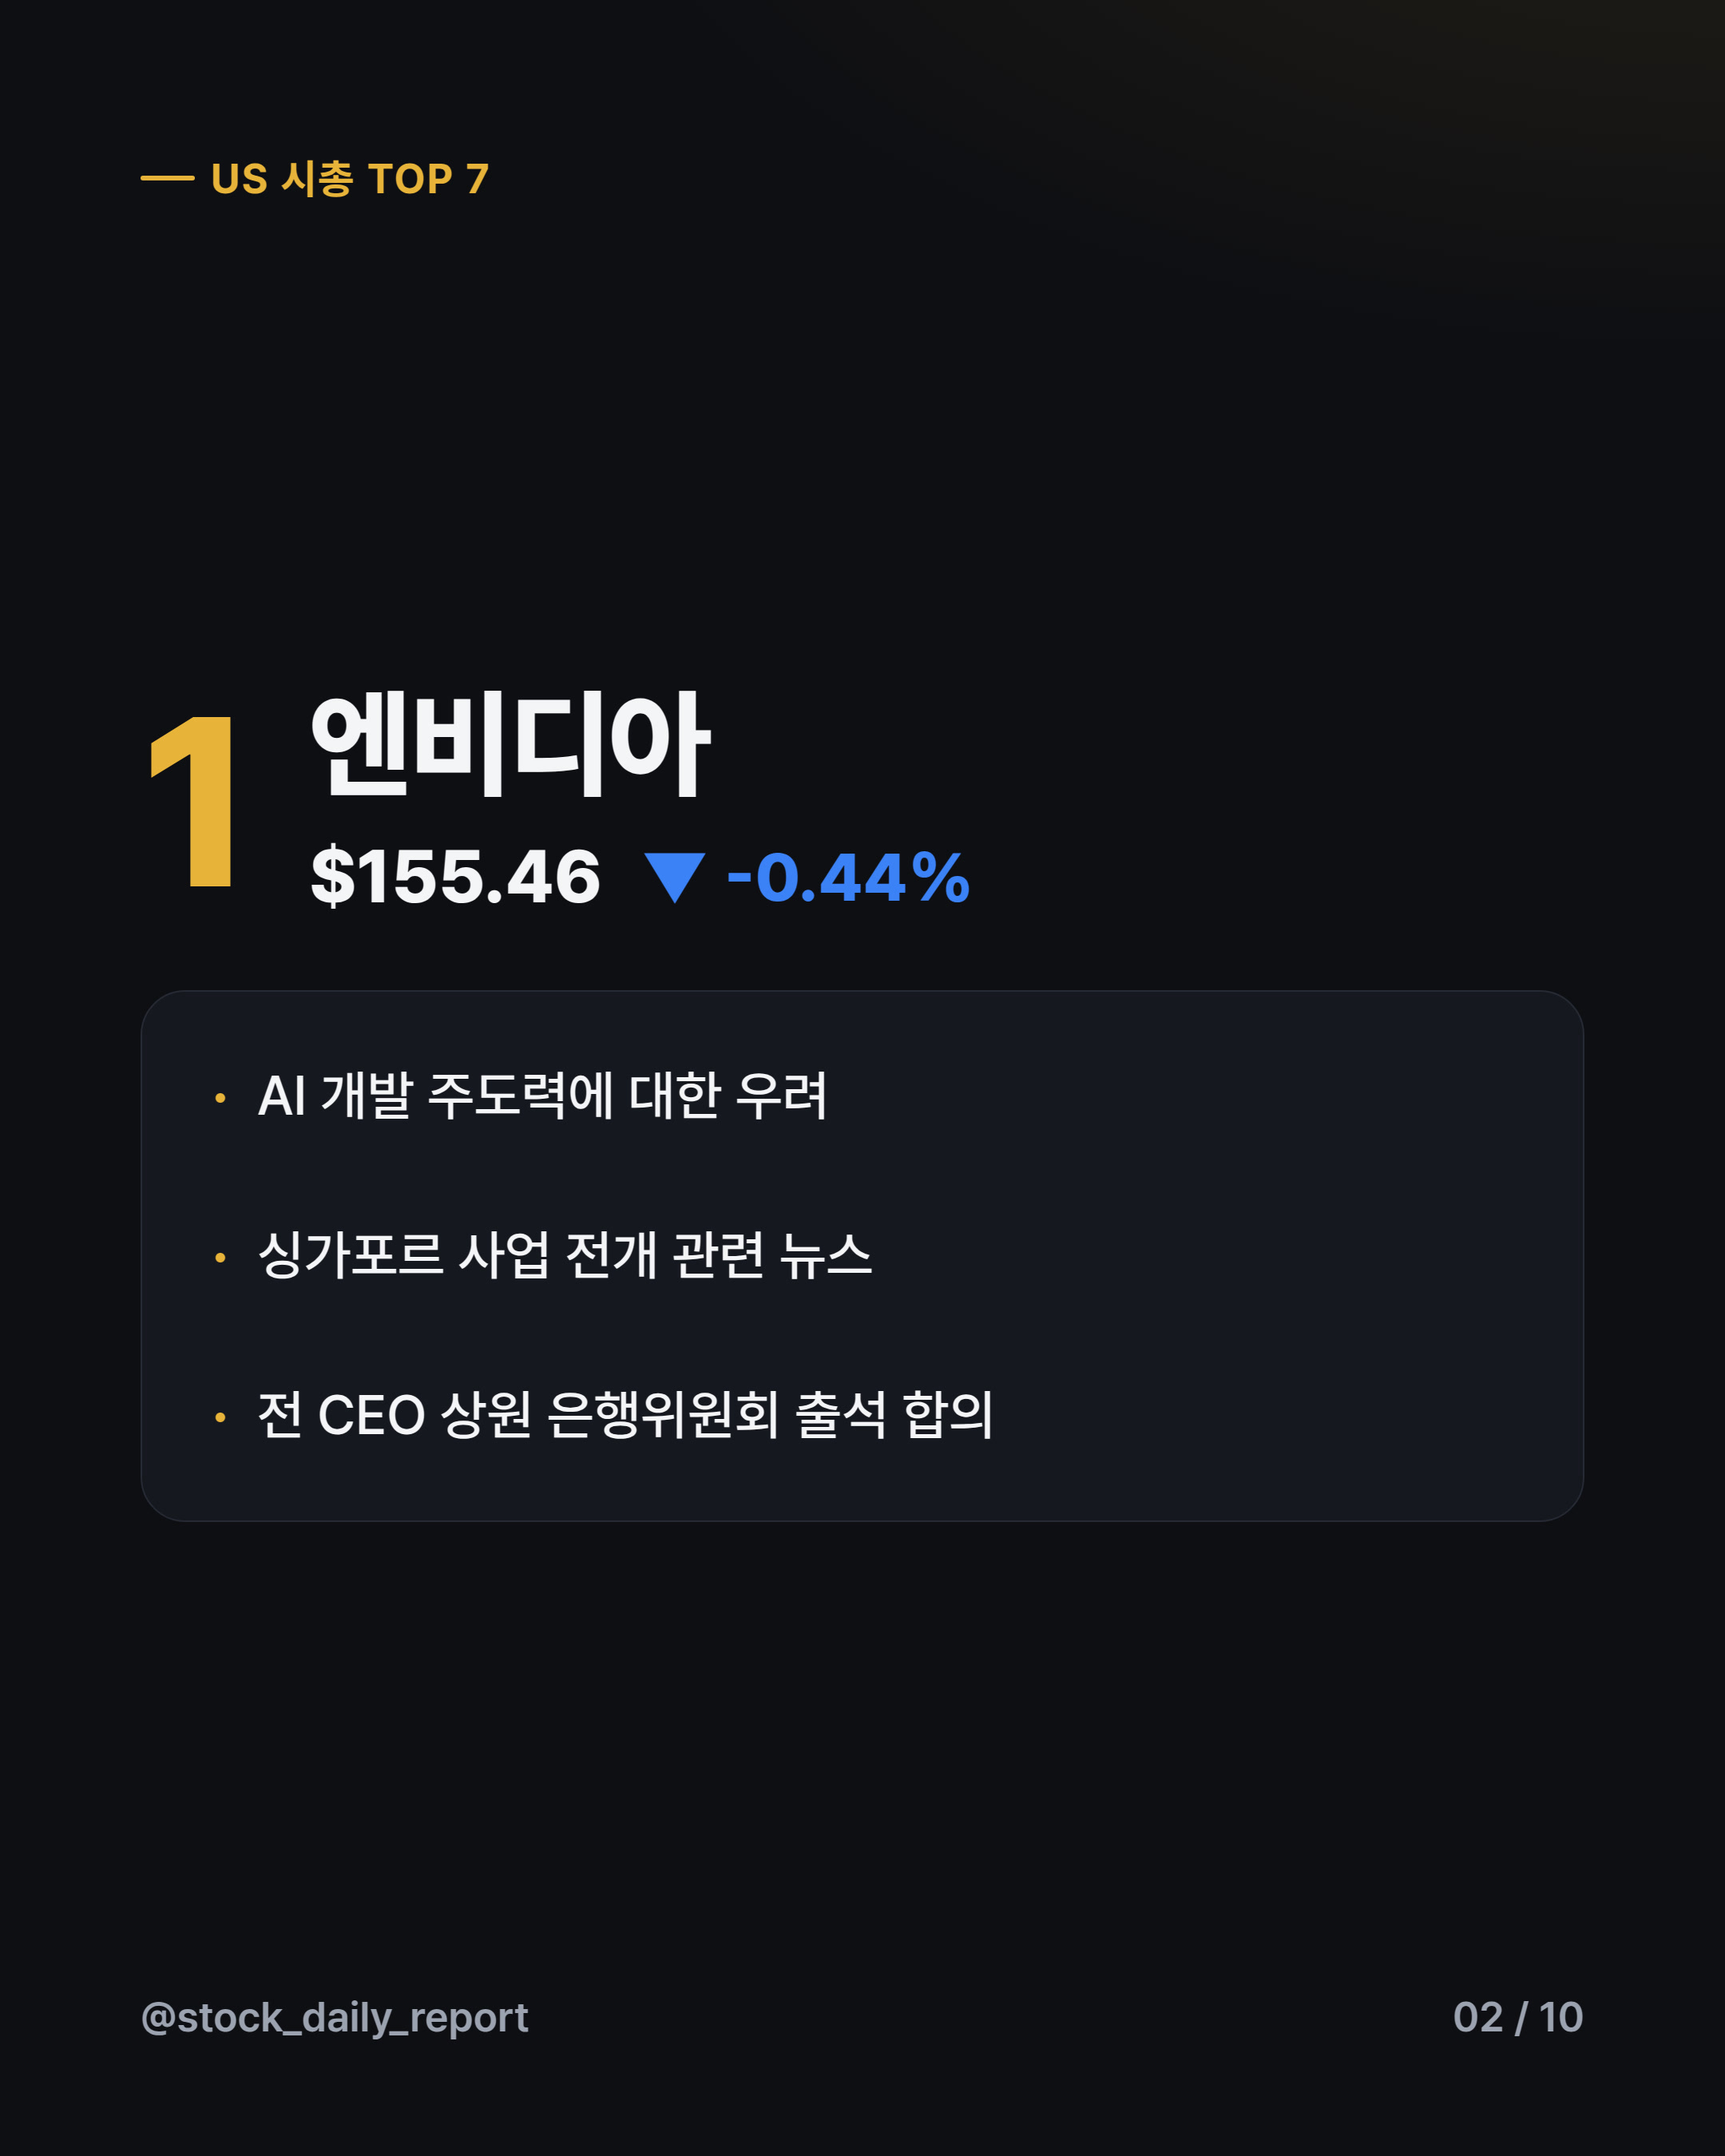 US 시총 TOP 7
1
엔비디아
$155.46 ▼ -0.44%
• AI 개발 주도력에 대한 우려
• 싱가포르 사업 전개 관련 뉴스
• 전 CEO 상원 은행위원회 출석 합의
@stock_daily_report
02 / 10